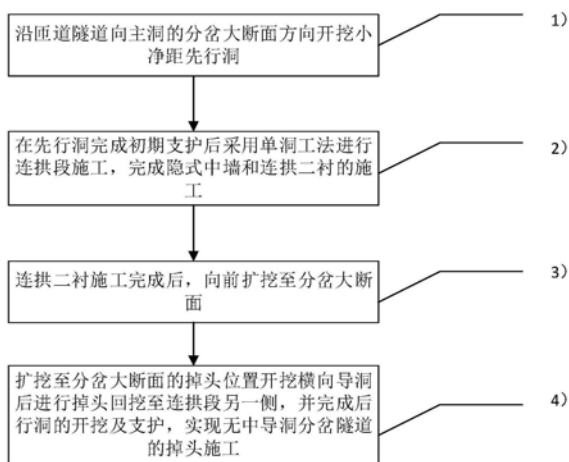 沿匝道隧道向主洞的分岔大断面方向开挖小
净距先行洞
1）
在先行洞完成初期支护后采用单洞工法进行
连拱段施工，完成隐式中墙和连拱二衬的施
工
2）
连拱二衬施工完成后，向前扩挖至分岔大断
面
3）
扩挖至分岔大断面的掉头位置开挖横向导洞
后进行掉头回挖至连拱段另一侧，并完成后
行洞的开挖及支护，实现无中导洞分岔隧道
的掉头施工
4）